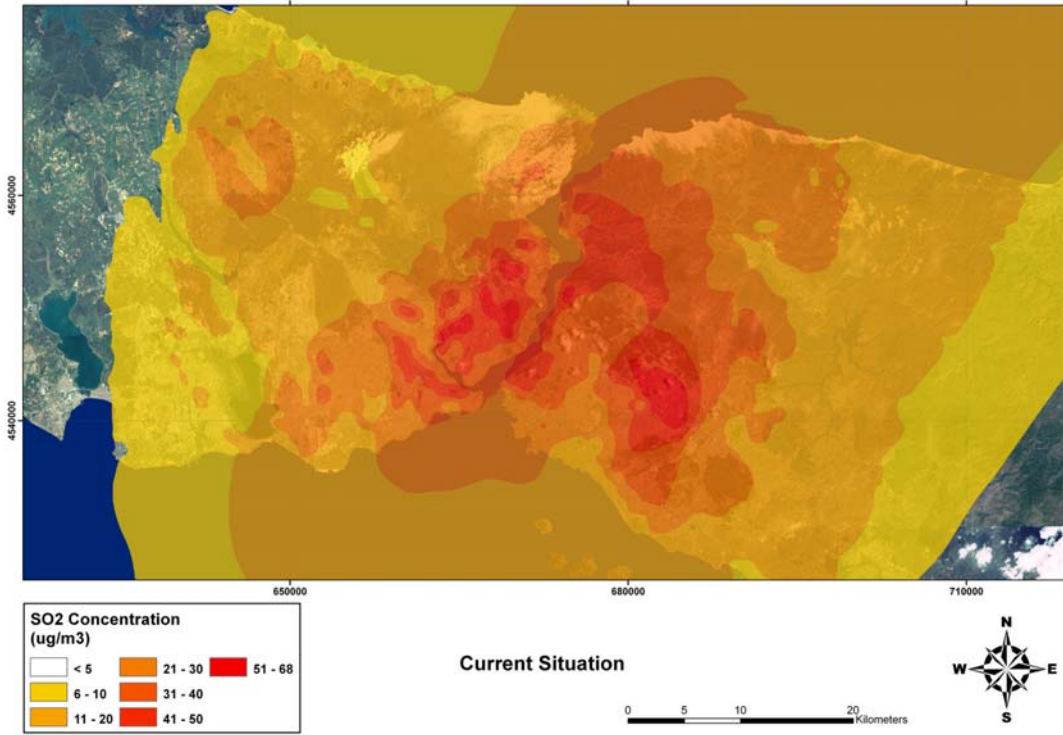 4560000
4540000
650000
680000
710000
SO2 Concentration
(ug/m3)
< 5
21 - 30
51 - 68
6 - 10
31 - 40
11 - 20
41 - 50
Current Situation
0 5 10 20
Kilometers
N
W E
S